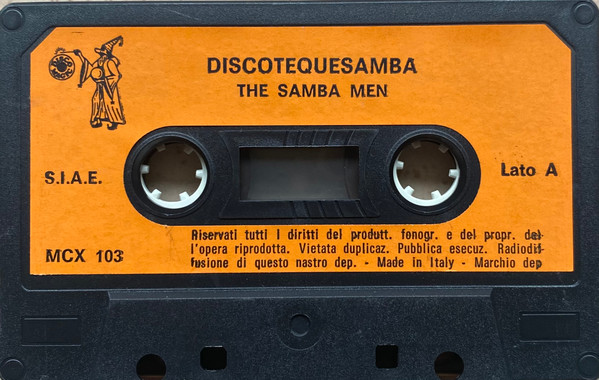 DISCOTEQUESAMBA
THE SAMBA MEN
S.I.A.E.
Lato A
MCX 103
Riservati tutti I diritti del produtt. fonogr. e del propr. del-
l'opera riprodotta. Vietata duplicaz. Pubblica esecuz. Radiodif-
fusione di questo nastro dep. - Made in Italy - Marchio dep